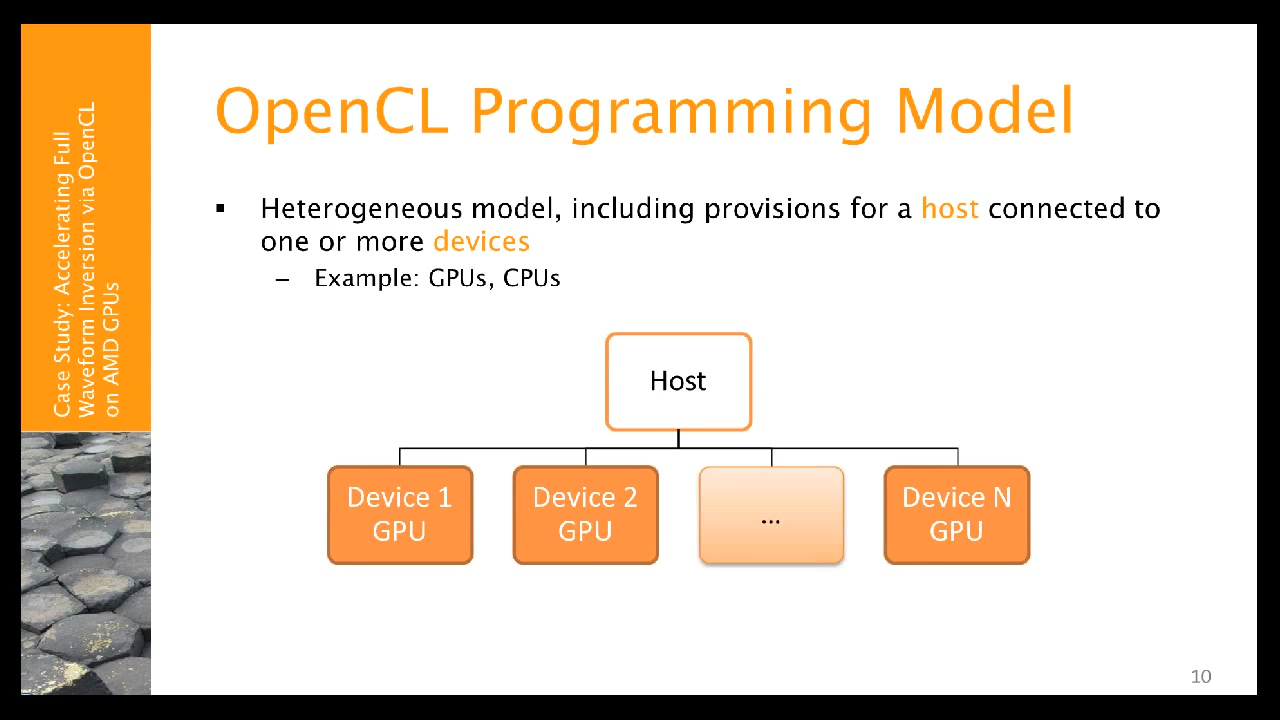 Case Study: Accelerating Full
Waveform Inversion via OpenCL
on AMD GPUs
OpenCL Programming Model
▪ Heterogeneous model, including provisions for a host connected to
one or more devices
– Example: GPUs, CPUs
Host
Device 1
GPU
Device 2
GPU
...
Device N
GPU
10